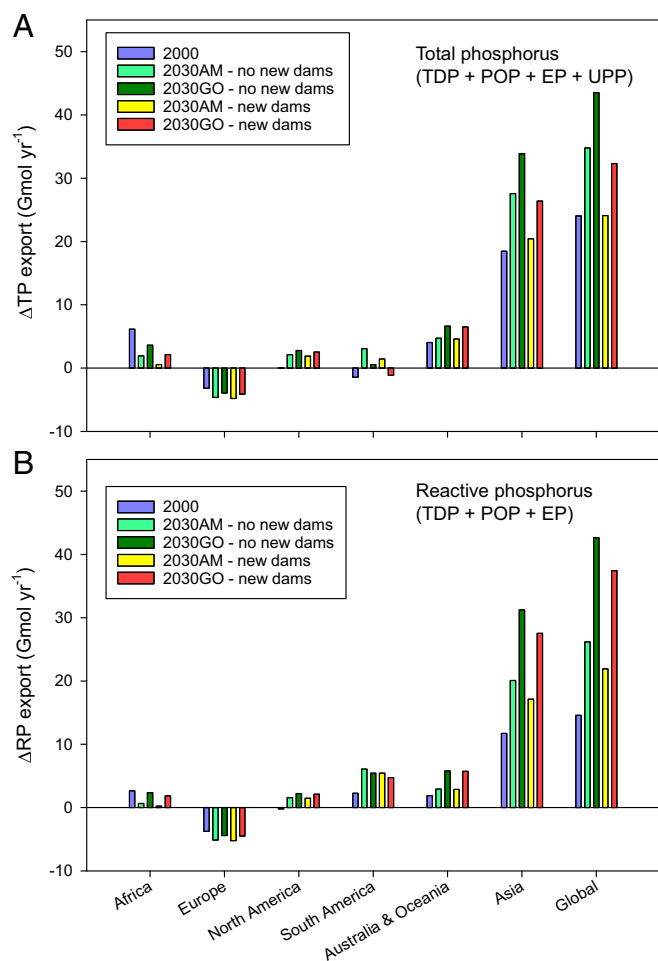 A
50
40
30
20
10
0
-10
ΔTP export (Gmol yr-1)
2000
2030AM - no new dams
2030GO - no new dams
2030AM - new dams
2030GO - new dams
Total phosphorus
(TDP + POP + EP + UPP)
B
50
40
30
20
10
0
-10
ΔRP export (Gmol yr-1)
2000
2030AM - no new dams
2030GO - no new dams
2030AM - new dams
2030GO - new dams
Reactive phosphorus
(TDP + POP + EP)
Africa
Europe
North America
South America
Australia & Oceania
Asia
Global